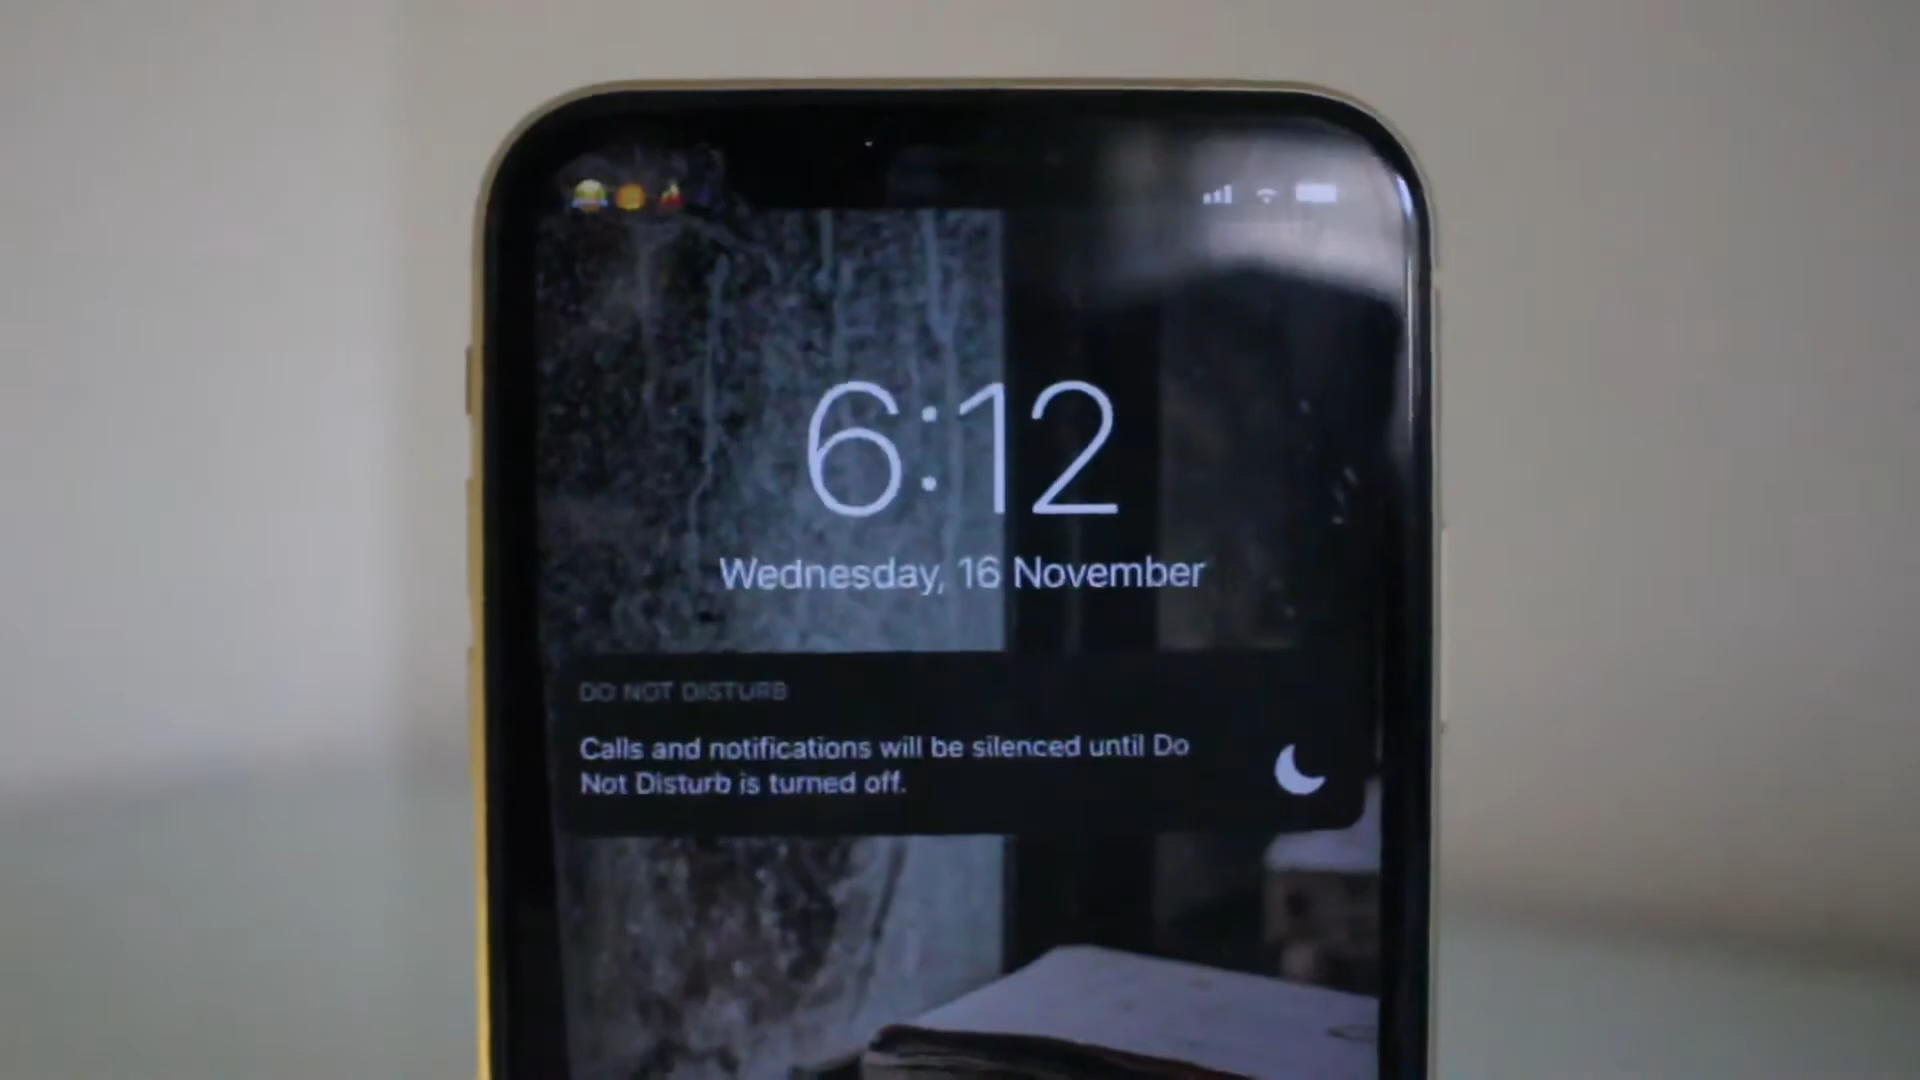 6:12
Wednesday, 16 November
DO NOT DISTURB
Calls and notifications will be silenced until Do
Not Disturb is turned off.